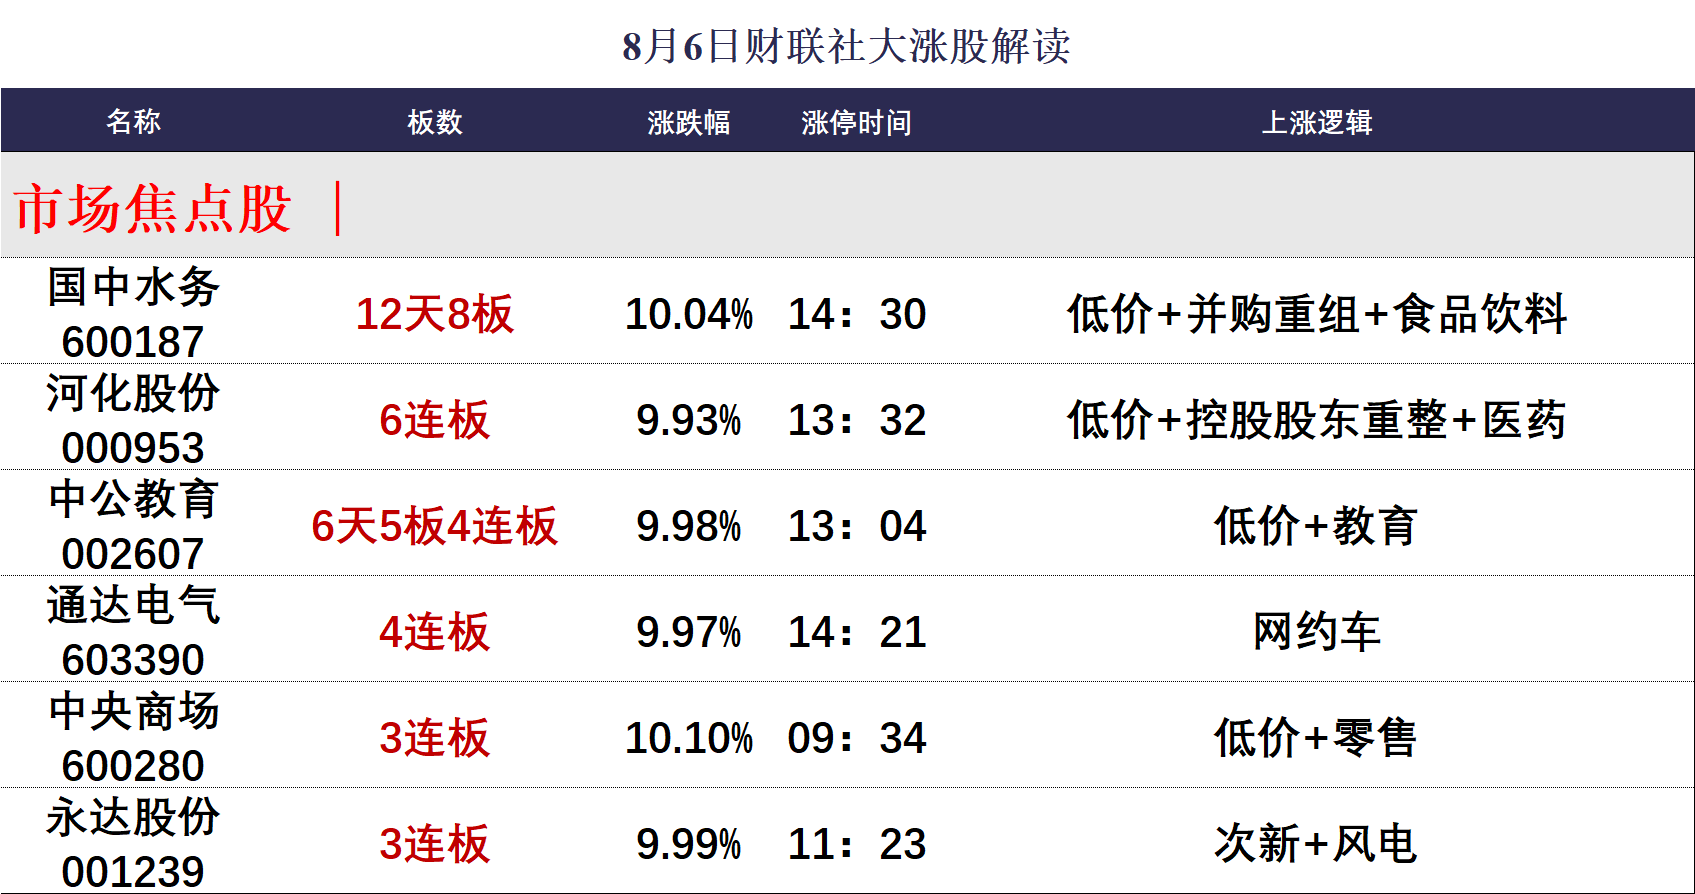 8月6日财联社大涨股解读
名称 板数 涨跌幅 涨停时间 上涨逻辑
市场焦点股 |
国中水务
600187 12天8板 10.04% 14：30 低价+并购重组+食品饮料
河化股份
000953 6连板 9.93% 13：32 低价+控股股东重整+医药
中公教育
002607 6天5板4连板 9.98% 13：04 低价+教育
通达电气
603390 4连板 9.97% 14：21 网约车
中央商场
600280 3连板 10.10% 09：34 低价+零售
永达股份
001239 3连板 9.99% 11：23 次新+风电